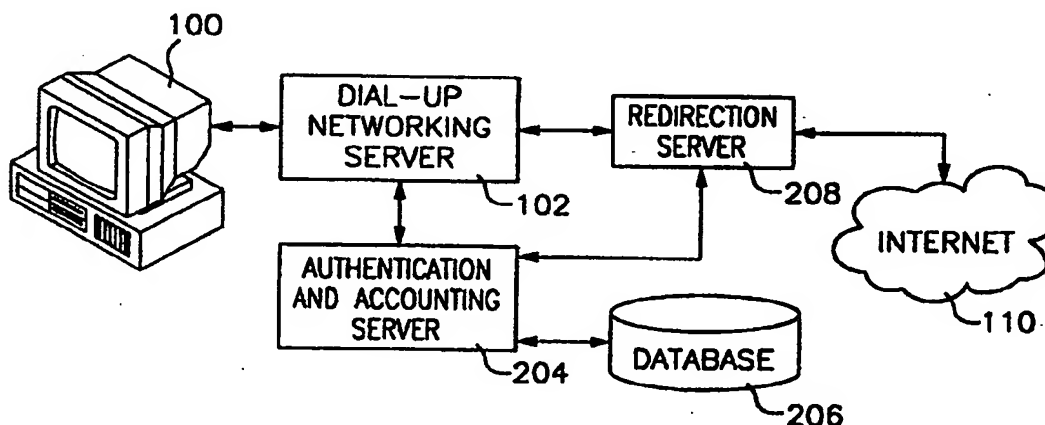 100
DIAL-UP
NETWORKING
SERVER
102
REDIRECTION
SERVER
208
INTERNET
110
AUTHENTICATION
AND ACCOUNTING
SERVER
204
DATABASE
206